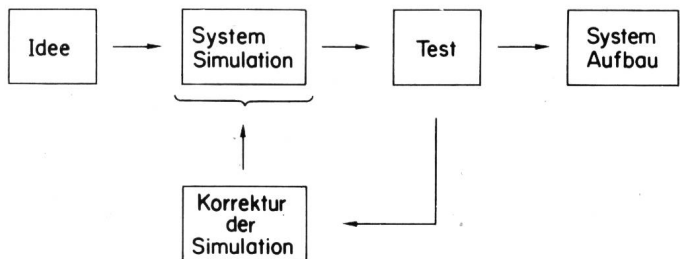 Idee
System
Simulation
Test
System
Aufbau
Korrektur
der
Simulation